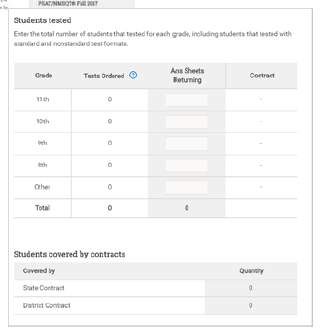 PSAT/NMSQT® Fall 2017
Students tested
Enter the total number of students that tested for each grade, including students that tested with
standard and nonstandard test formats.
Grade Tests Ordered ? Ans Sheets Returning Contract
11th 0 -
10th 0 -
9th 0 -
8th 0 -
Other 0 -
Total 0 0
Students covered by contracts
Covered by Quantity
State Contract 0
District Contract 0